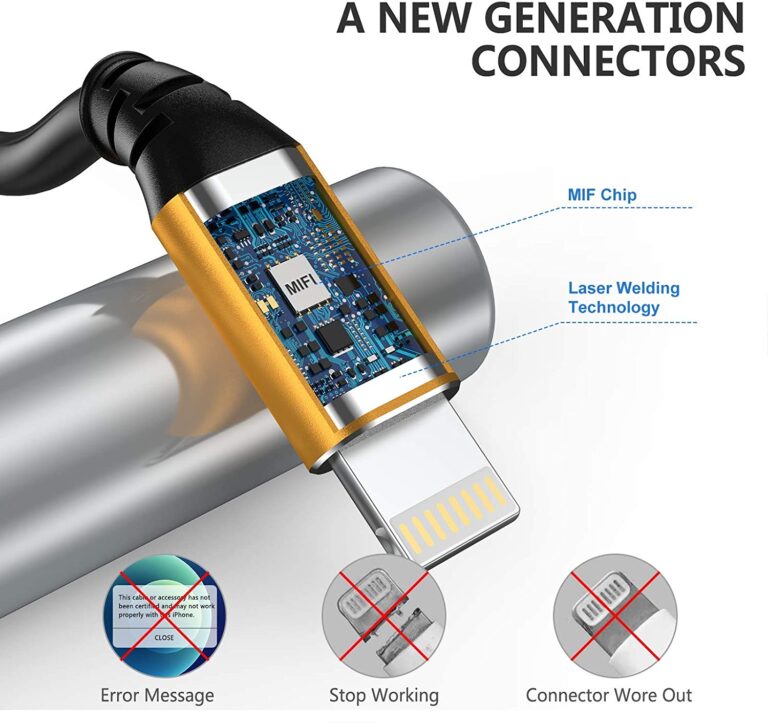 A NEW GENERATION
CONNECTORS
MIF Chip
MIFI
Laser Welding
Technology
This cable or accessory has not
been certified and may not work
properly with this iPhone.
CLOSE
Error Message
Stop Working
Connector Wore Out